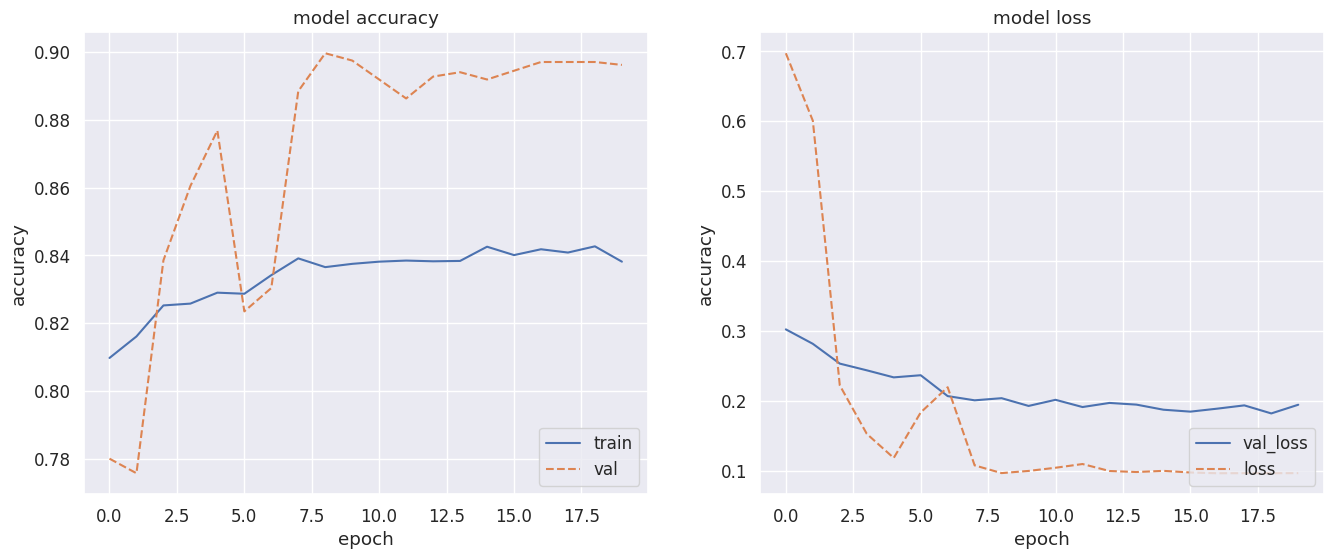 model accuracy
0.90
0.88
0.86
0.84
0.82
0.80
0.78
accuracy
0.0 2.5 5.0 7.5 10.0 12.5 15.0 17.5
epoch
train
val
model loss
0.7
0.6
0.5
0.4
0.3
0.2
0.1
accuracy
0.0 2.5 5.0 7.5 10.0 12.5 15.0 17.5
epoch
val_loss
loss